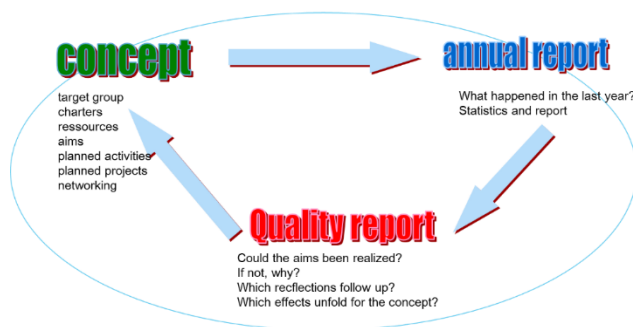 concept
target group
charters
ressources
aims
planned activities
planned projects
networking
annual report
What happened in the last year?
Statistics and report
Quality report
Could the aims been realized?
If not, why?
Which recflections follow up?
Which effects unfold for the concept?